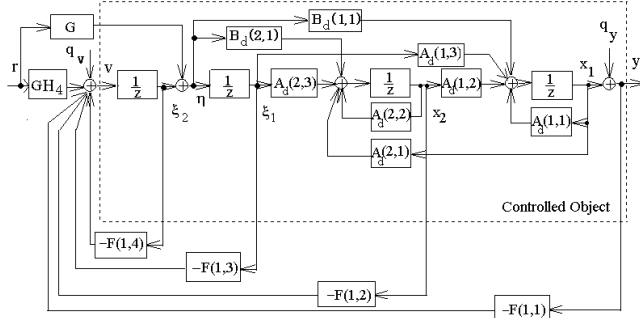 G
B_d(1,1)
B_d(2,1)
q_v
q_y
r
GH_4
v
1/z
ξ_2
η
1/z
ξ_1
A_d(2,3)
1/z
A_d(1,3)
x_2
A_d(1,2)
1/z
x_1
y
A_d(2,2)
A_d(1,1)
A_d(2,1)
Controlled Object
−F(1,4)
−F(1,3)
−F(1,2)
−F(1,1)